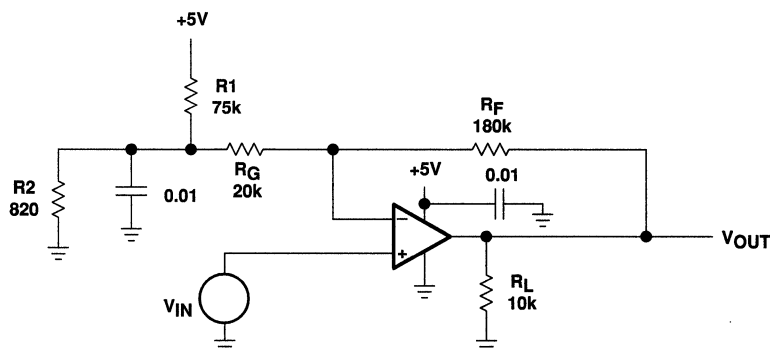 +5V
R1
75k
RF
180k
R2
820
0.01
RG
20k
+5V
0.01
−
+
VIN
VOUT
RL
10k